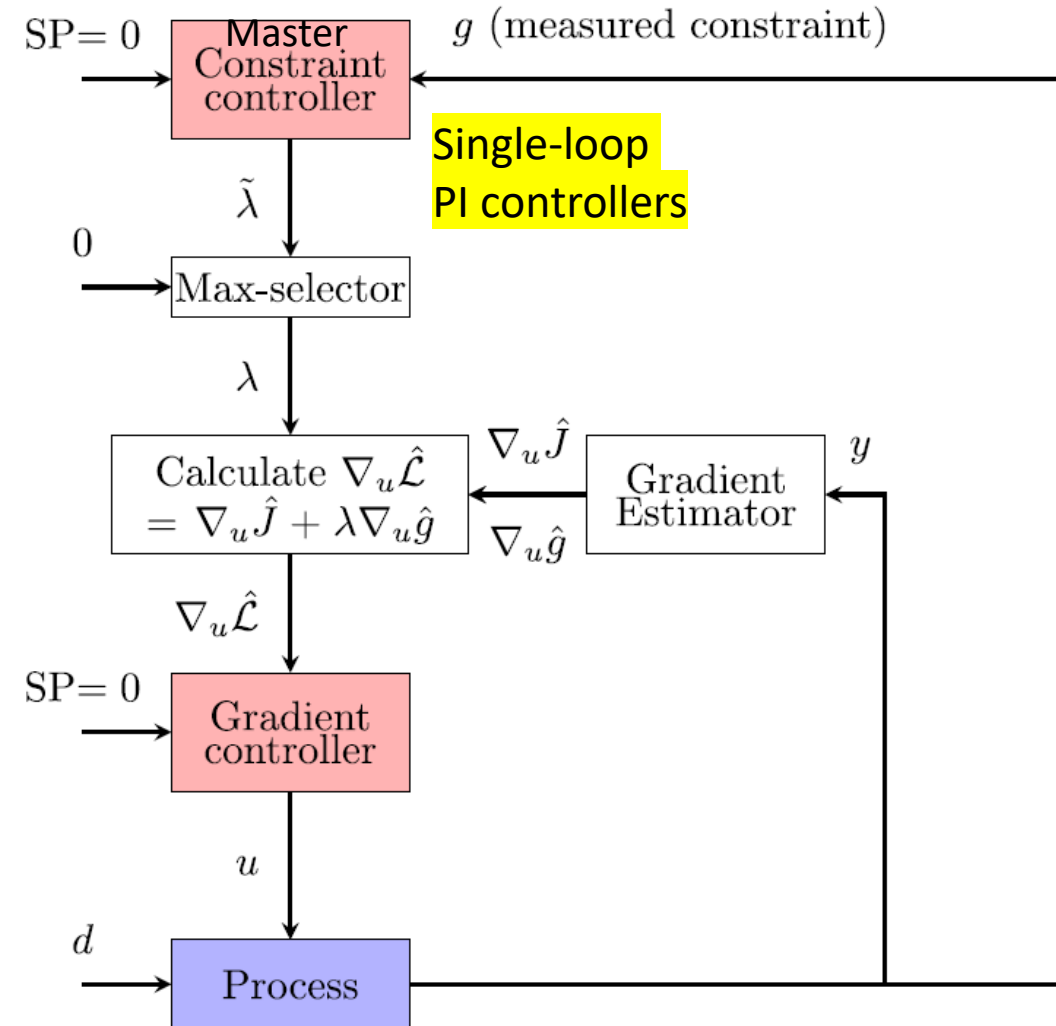 SP= 0
Master
Constraint
controller
g (measured constraint)
Single-loop
PI controllers
λ̃
0
Max-selector
λ
Calculate ∇ᵤℒ̂
= ∇ᵤĴ + λ∇ᵤĝ
∇ᵤĴ
∇ᵤĝ
Gradient
Estimator
y
∇ᵤℒ̂
SP= 0
Gradient
controller
u
d
Process